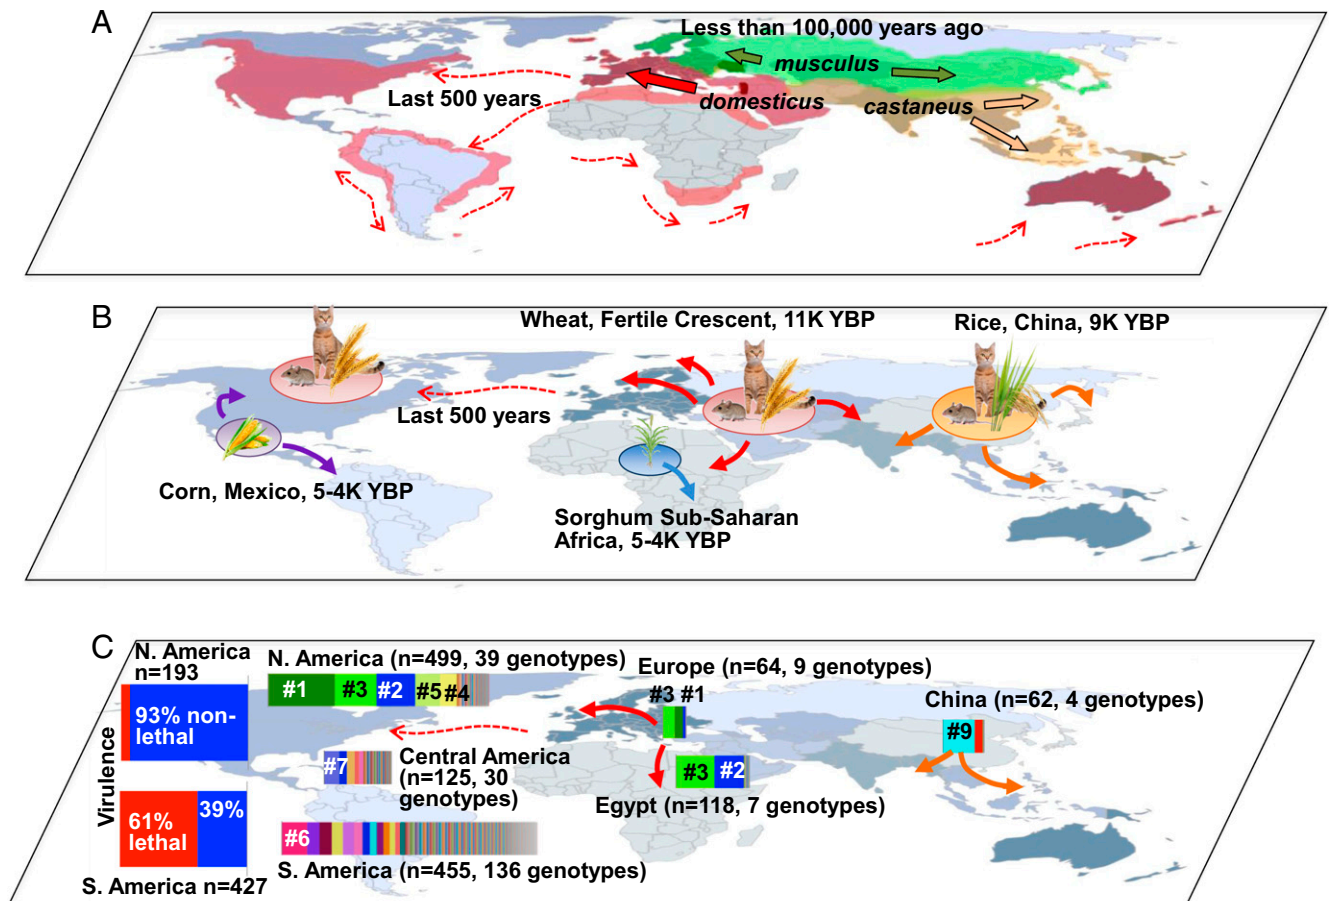 A
Less than 100,000 years ago
musculus
Last 500 years
domesticus
castaneus
B
Wheat, Fertile Crescent, 11K YBP
Rice, China, 9K YBP
Last 500 years
Corn, Mexico, 5-4K YBP
Sorghum Sub-Saharan
Africa, 5-4K YBP
C
N. America
n=193
N. America (n=499, 39 genotypes)
#1 #3 #2 #5 #4
Europe (n=64, 9 genotypes)
#3 #1
China (n=62, 4 genotypes)
#9
Virulence
93% non-
lethal
#7
Central America
(n=125, 30
genotypes)
#3 #2
Egypt (n=118, 7 genotypes)
61%
lethal
39%
#6
S. America (n=455, 136 genotypes)
S. America n=427